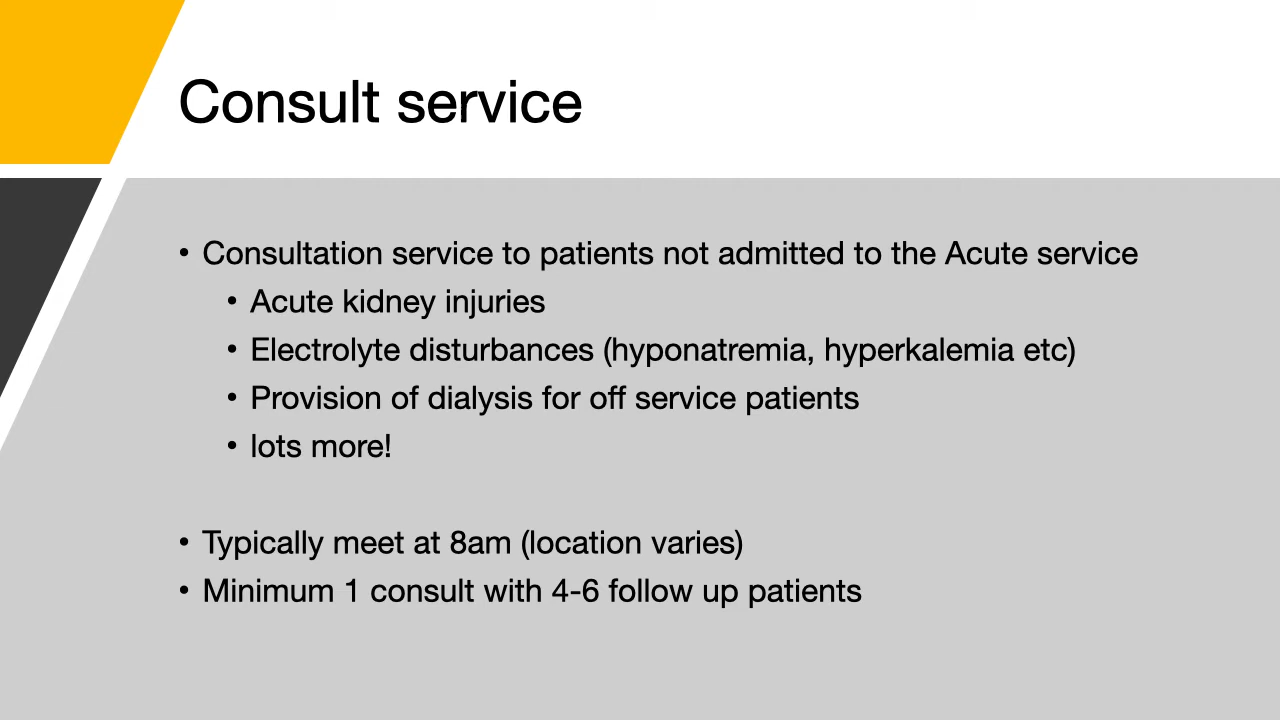 Consult service
• Consultation service to patients not admitted to the Acute service
• Acute kidney injuries
• Electrolyte disturbances (hyponatremia, hyperkalemia etc)
• Provision of dialysis for off service patients
• lots more!
• Typically meet at 8am (location varies)
• Minimum 1 consult with 4-6 follow up patients